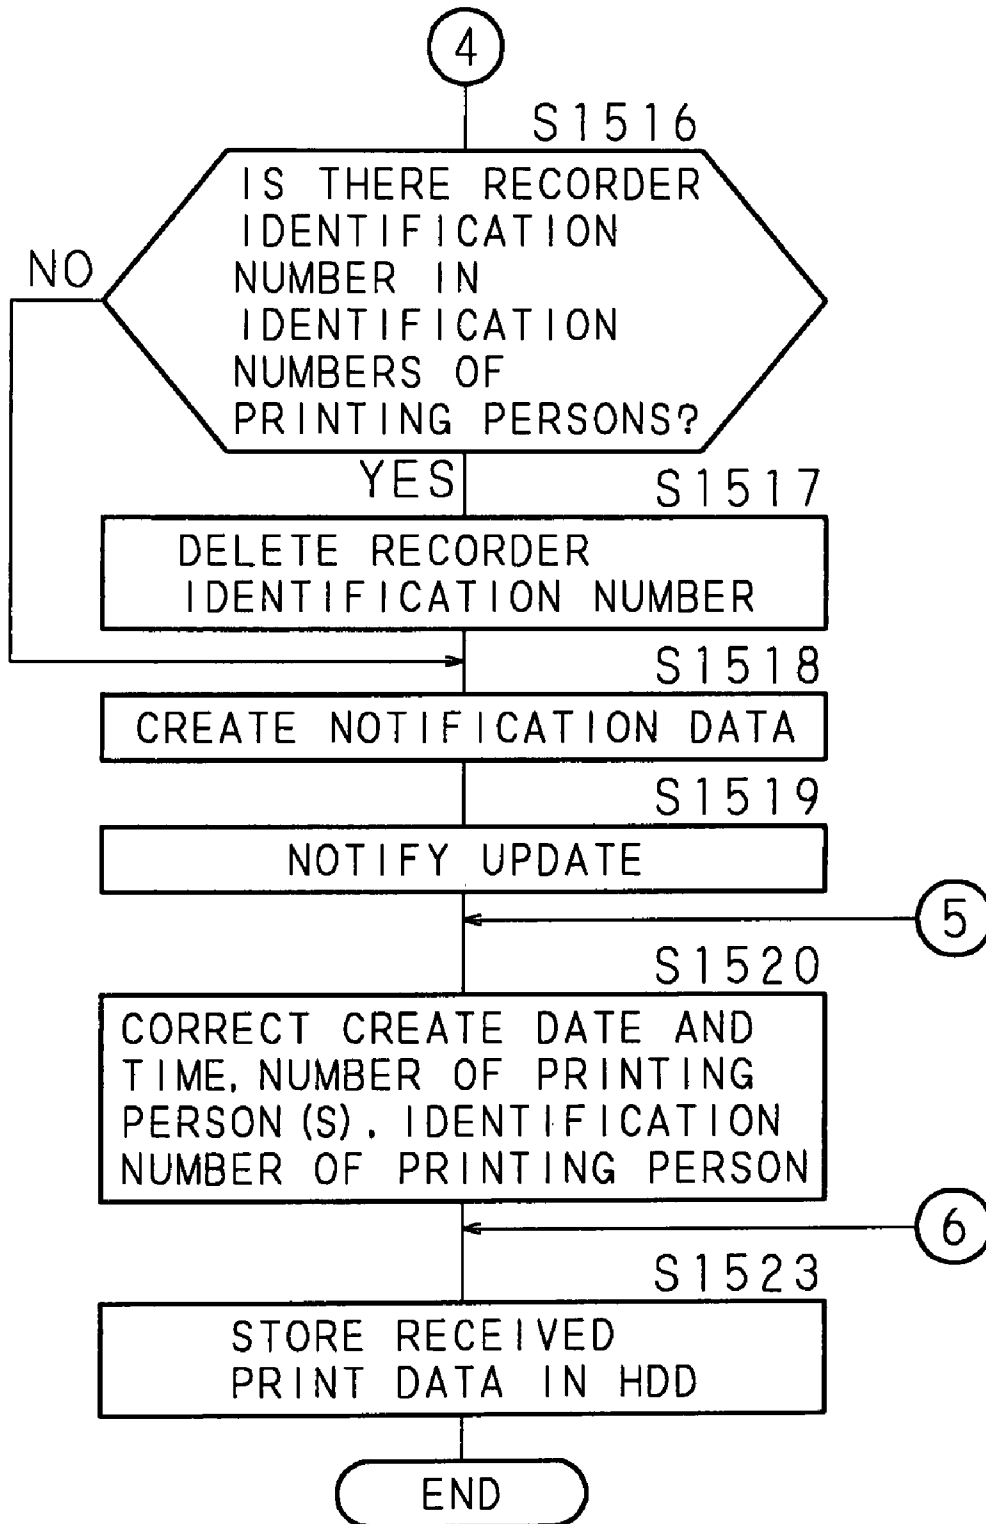 4
S1516
IS THERE RECORDER
IDENTIFICATION
NUMBER IN
IDENTIFICATION
NUMBERS OF
PRINTING PERSONS?
NO
YES
S1517
DELETE RECORDER
IDENTIFICATION NUMBER
S1518
CREATE NOTIFICATION DATA
S1519
NOTIFY UPDATE
5
S1520
CORRECT CREATE DATE AND
TIME, NUMBER OF PRINTING
PERSON(S), IDENTIFICATION
NUMBER OF PRINTING PERSON
6
S1523
STORE RECEIVED
PRINT DATA IN HDD
END